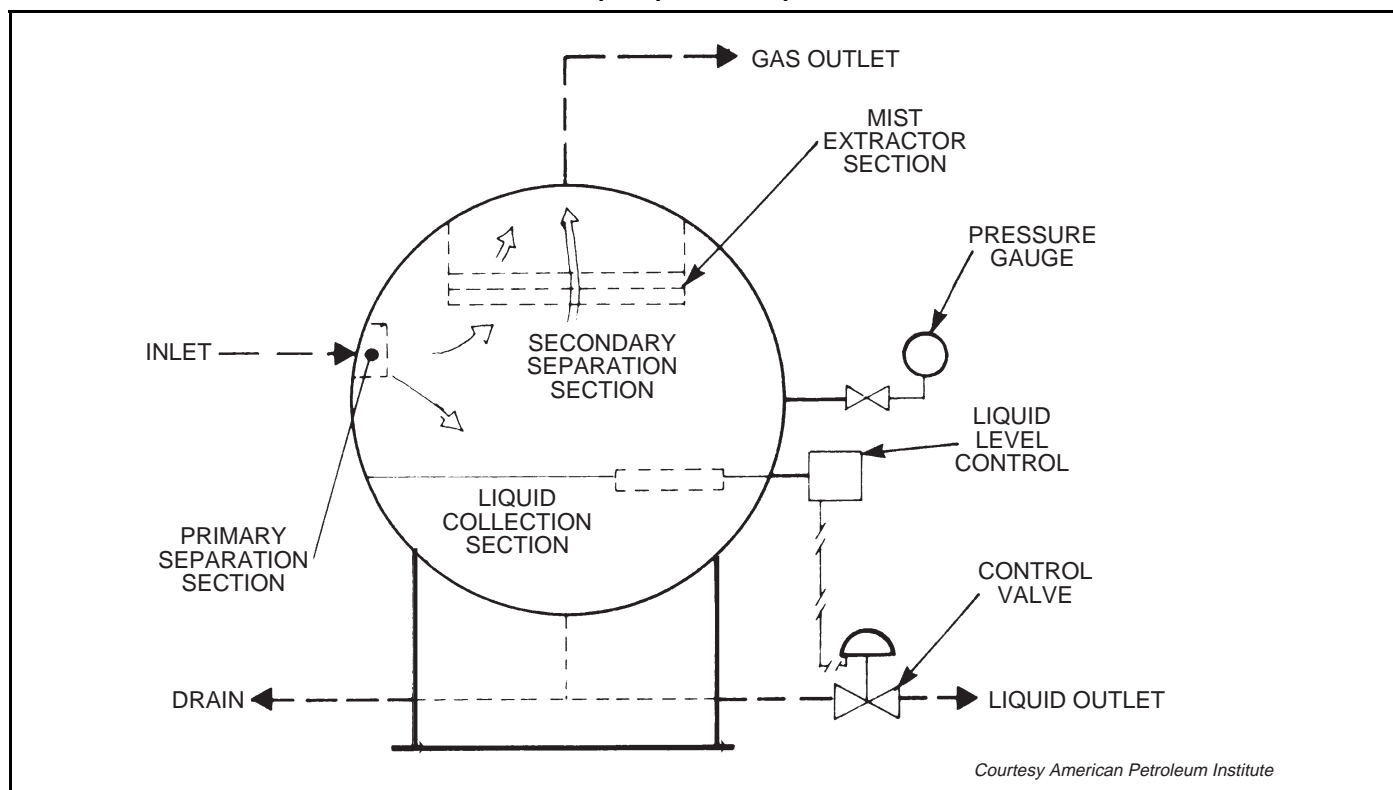 GAS OUTLET
MIST
EXTRACTOR
SECTION
PRESSURE
GAUGE
INLET
SECONDARY
SEPARATION
SECTION
LIQUID
LEVEL
CONTROL
LIQUID
COLLECTION
SECTION
PRIMARY
SEPARATION
SECTION
CONTROL
VALVE
DRAIN
LIQUID OUTLET
Courtesy American Petroleum Institute